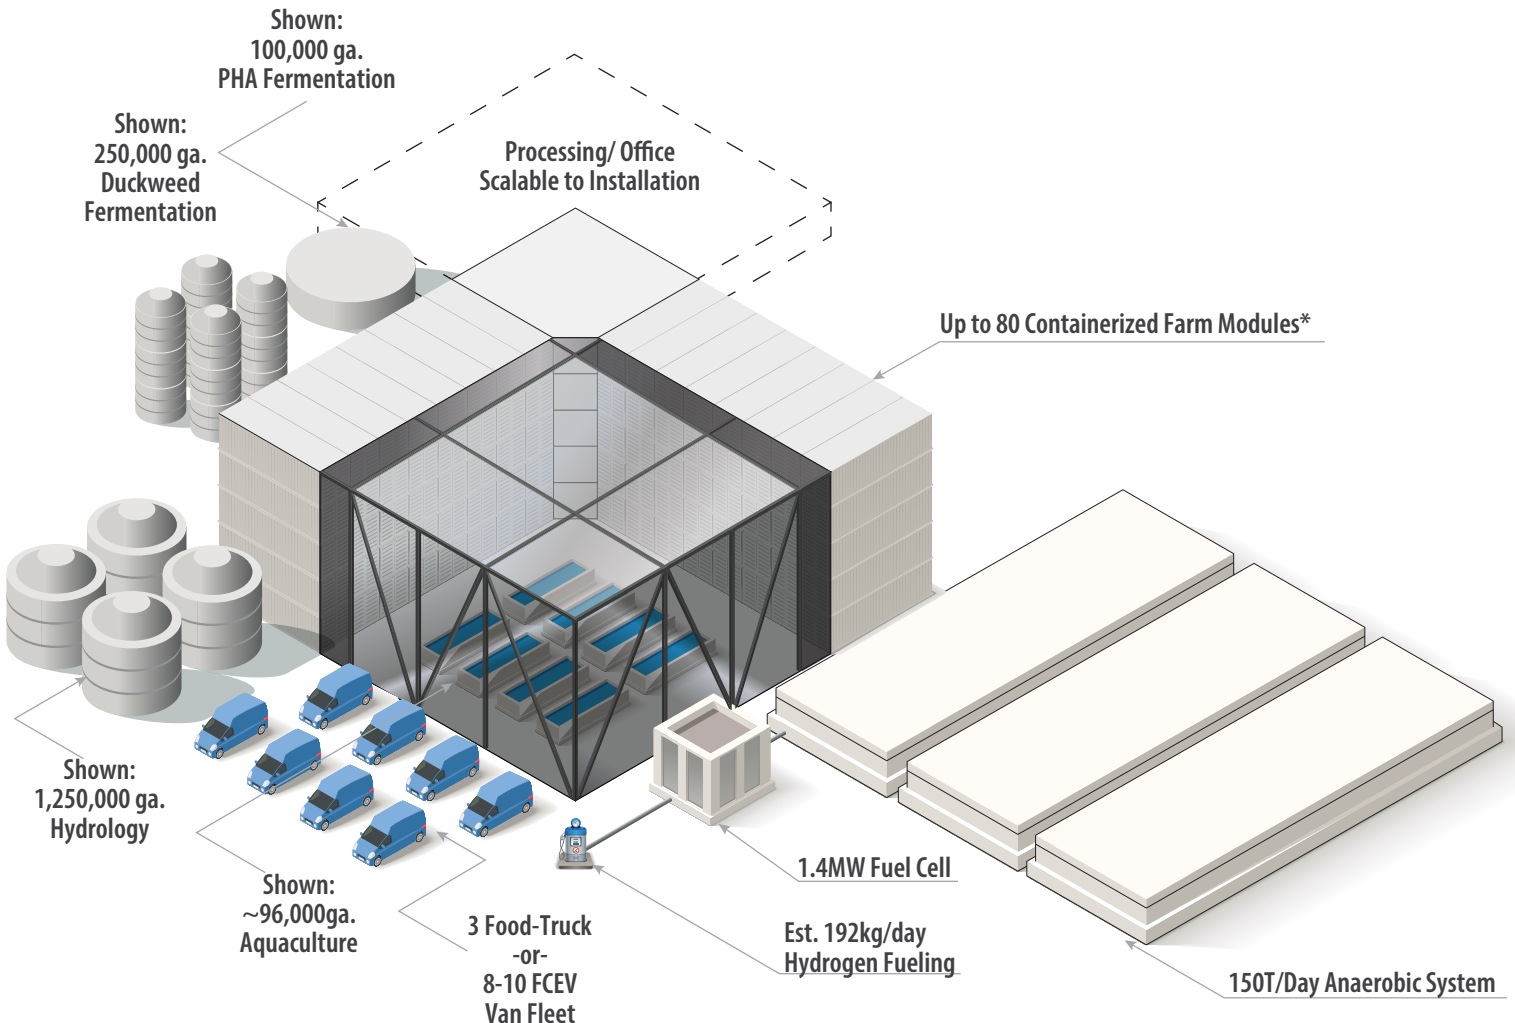 Shown:
100,000 ga.
PHA Fermentation
Shown:
250,000 ga.
Duckweed
Fermentation
Processing/ Office
Scalable to Installation
Up to 80 Containerized Farm Modules*
Shown:
1,250,000 ga.
Hydrology
Shown:
~96,000ga.
Aquaculture
3 Food-Truck
-or-
8-10 FCEV
Van Fleet
1.4MW Fuel Cell
Est. 192kg/day
Hydrogen Fueling
150T/Day Anaerobic System